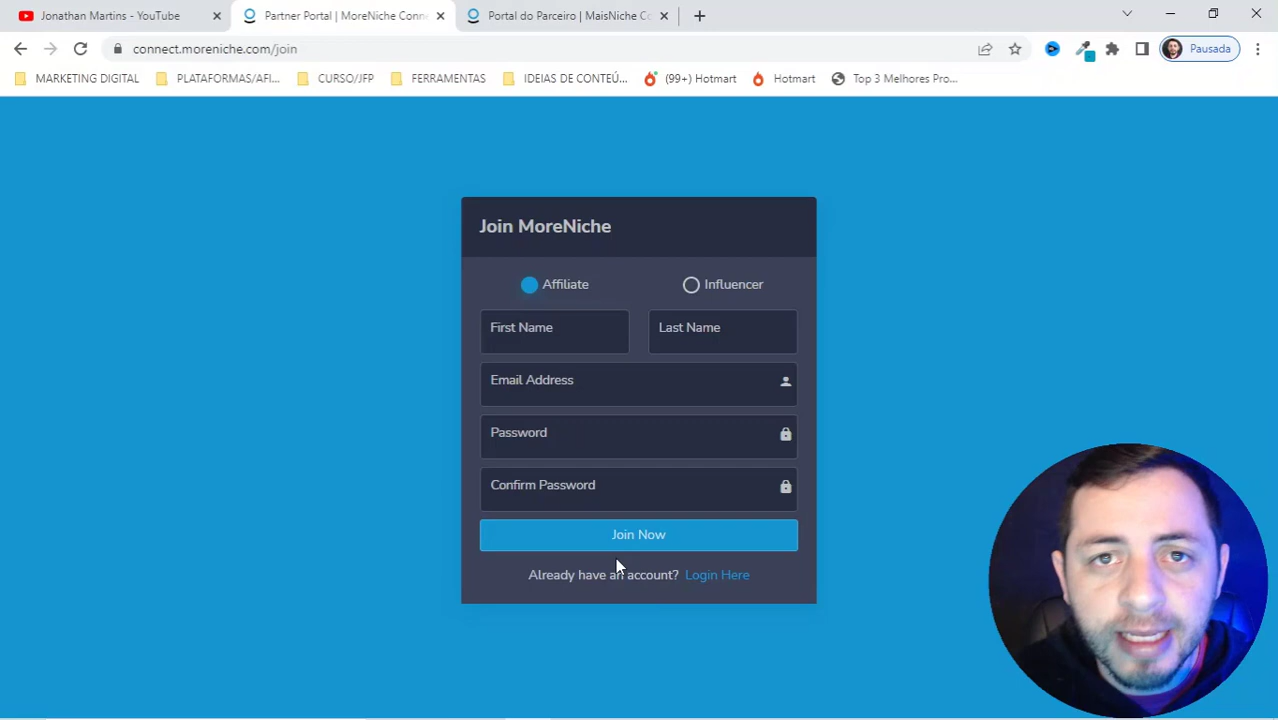 Jonathan Martins - YouTube
Partner Portal | MoreNiche Conne
Portal do Parceiro | MaisNiche Co
connect.moreniche.com/join
Pausada
MARKETING DIGITAL
PLATAFORMAS/AFI...
CURSO/JFP
FERRAMENTAS
IDEIAS DE CONTEÚ...
(99+) Hotmart
Hotmart
Top 3 Melhores Pro...
Join MoreNiche
Affiliate
Influencer
First Name
Last Name
Email Address
Password
Confirm Password
Join Now
Already have an account? Login Here